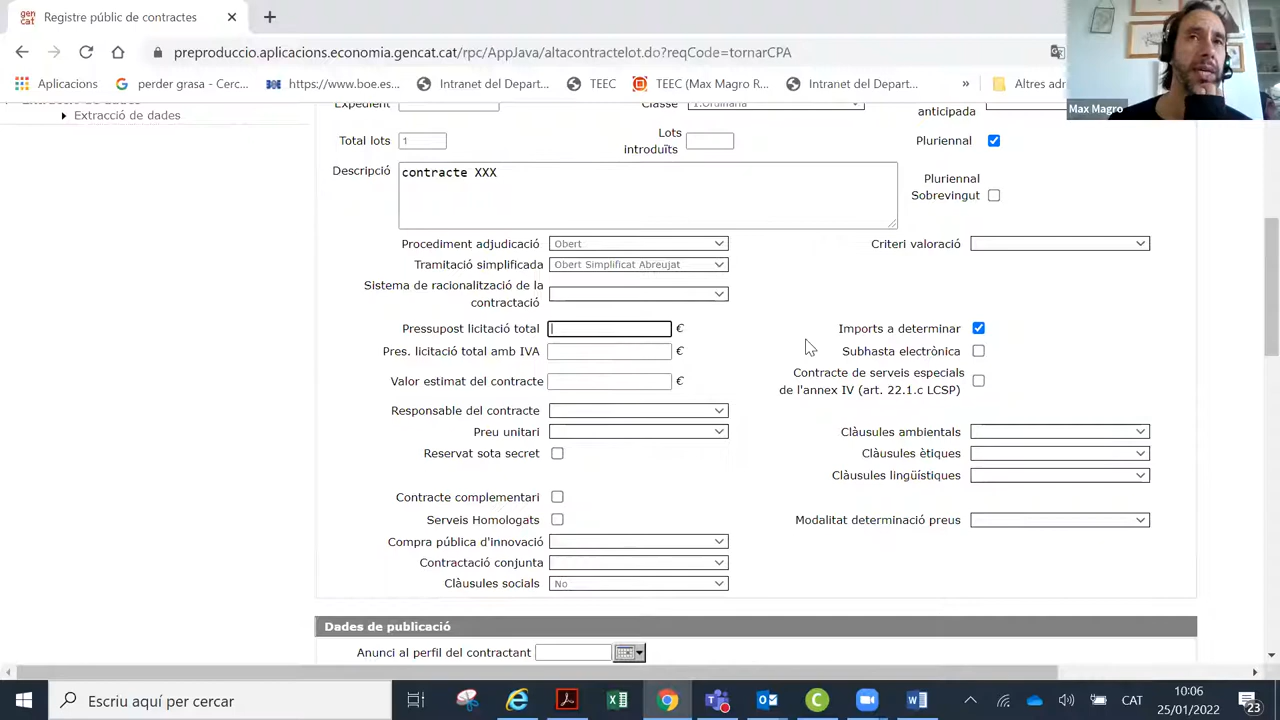 gen cat
Registre públic de contractes
preproduccio.aplicacions.economia.gencat.cat/rpc/AppJava/altacontractelot.do?reqCode=tornarCPA
Aplicacions
perder grasa - Cerc...
https://www.boe.es...
Intranet del Depart...
TEEC
TEEC (Max Magro R...
Intranet del Depart...
»
Max Magro
Extracció de dades
Expedient
Classe
1.Ordinària
anticipada
Total lots
1
Lots introduïts
Pluriennal
Descripció
contracte XXX
Pluriennal Sobrevingut
Procediment adjudicació
Obert
Criteri valoració
Tramitació simplificada
Obert Simplificat Abreujat
Sistema de racionalització de la
contractació
Pressupost licitació total
€
Imports a determinar
Pres. licitació total amb IVA
€
Subhasta electrònica
Valor estimat del contracte
€
Contracte de serveis especials
de l'annex IV (art. 22.1.c LCSP)
Responsable del contracte
Preu unitari
Clàusules ambientals
Reservat sota secret
Clàusules ètiques
Clàusules lingüístiques
Contracte complementari
Serveis Homologats
Modalitat determinació preus
Compra pública d'innovació
Contractació conjunta
Clàusules socials
No
Dades de publicació
Anunci al perfil del contractant
Escriu aquí per cercar
CAT
10:06
25/01/2022
23